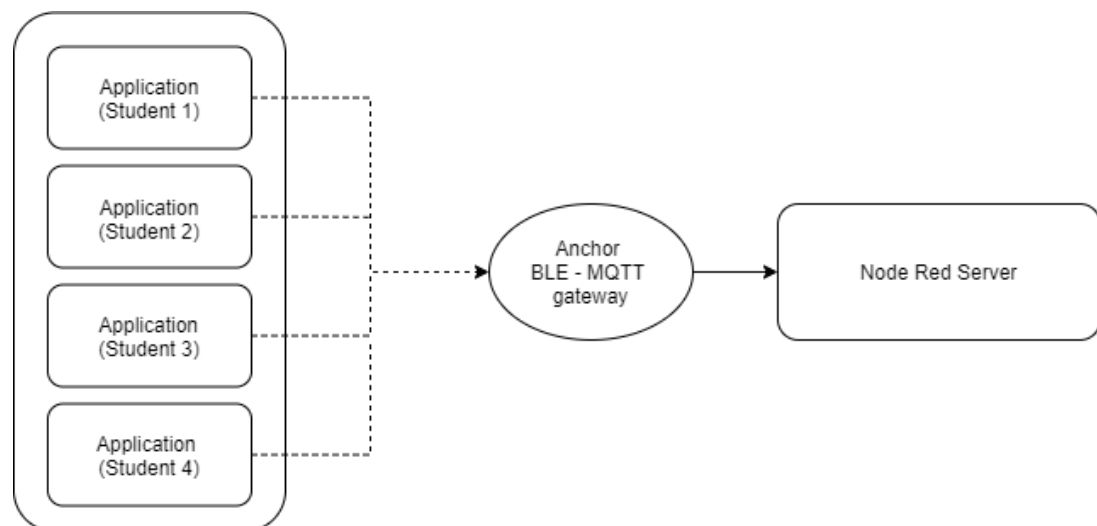 Application
(Student 1)
Application
(Student 2)
Application
(Student 3)
Application
(Student 4)
Anchor
BLE - MQTT
gateway
Node Red Server